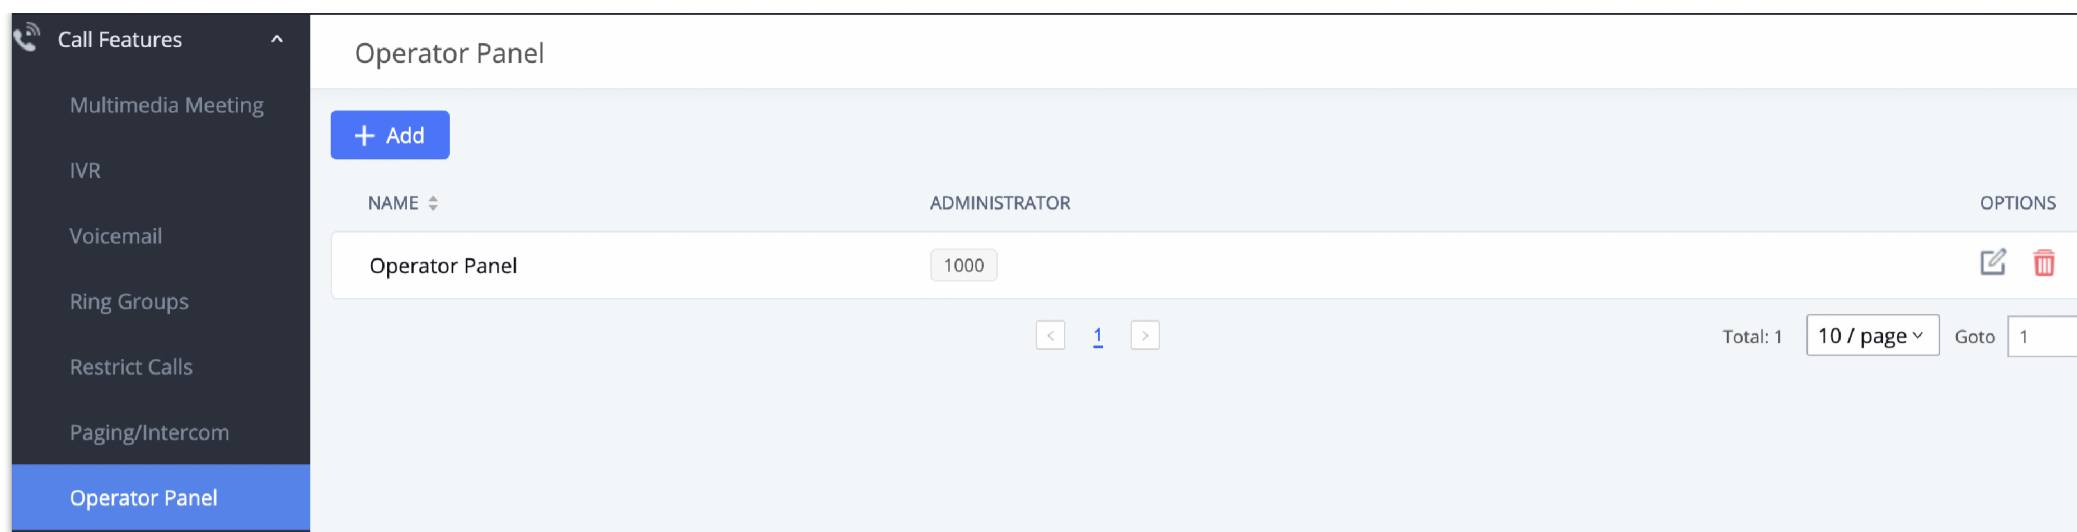 Call Features
Multimedia Meeting
IVR
Voicemail
Ring Groups
Restrict Calls
Paging/Intercom
Operator Panel
Operator Panel
+ Add
NAME ADMINISTRATOR OPTIONS
Operator Panel 1000
< 1 > Total: 1 10 / page Goto 1